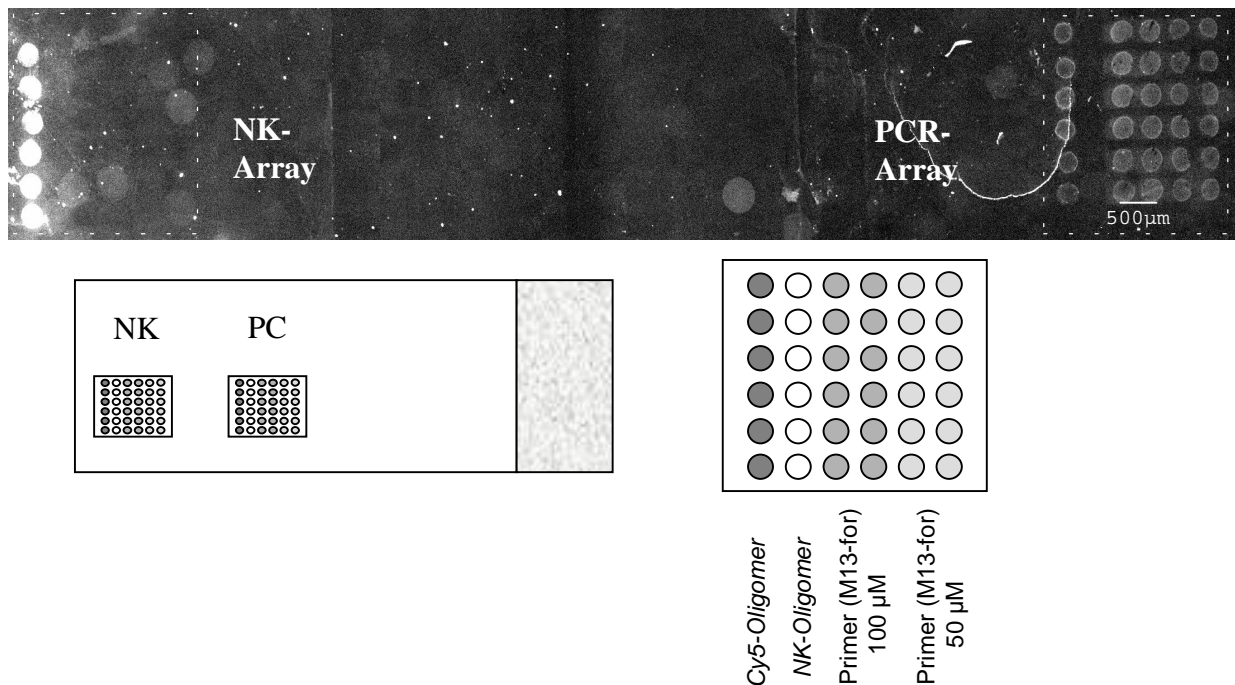 NK-
Array
PCR-
Array
500µm
NK
PC
Cy5-Oligomer
NK-Oligomer
Primer (M13-for)
100 µM
Primer (M13-for)
50 µM